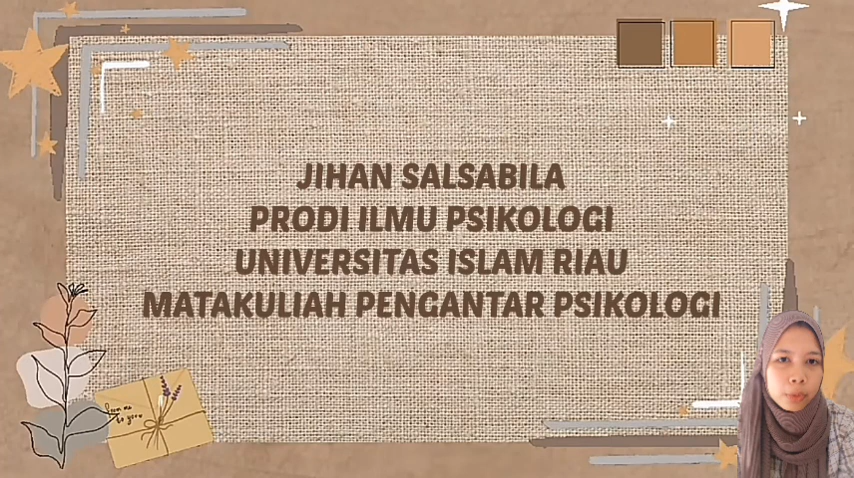 JIHAN SALSABILA
PRODI ILMU PSIKOLOGI
UNIVERSITAS ISLAM RIAU
MATAKULIAH PENGANTAR PSIKOLOGI